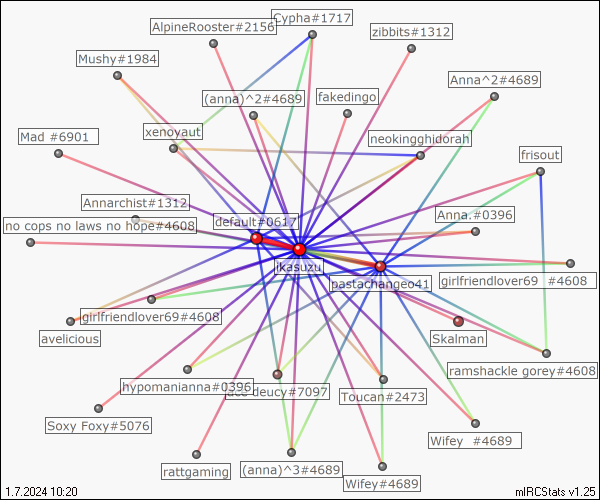 AlpineRooster#2156
Cypha#1717
zibbits#1312
Mushy#1984
Anna^2#4689
(anna)^2#4689
fakedingo
Mad #6901
xenoyaut
neokingghidorah
frisout
Annarchist#1312
default#0617
Anna.#0396
no cops no laws no hope#4608
ikasuzu
pastachangeo41
girlfriendlover69 #4608
girlfriendlover69#4608
avelicious
Skalman
ramshackle gorey#4608
hypomanianna#0396
deucy#7097
Toucan#2473
Soxy Foxy#5076
Wifey #4689
rattgaming
(anna)^3#4689
Wifey#4689
1.7.2024 10:20
mIRCStats v1.25